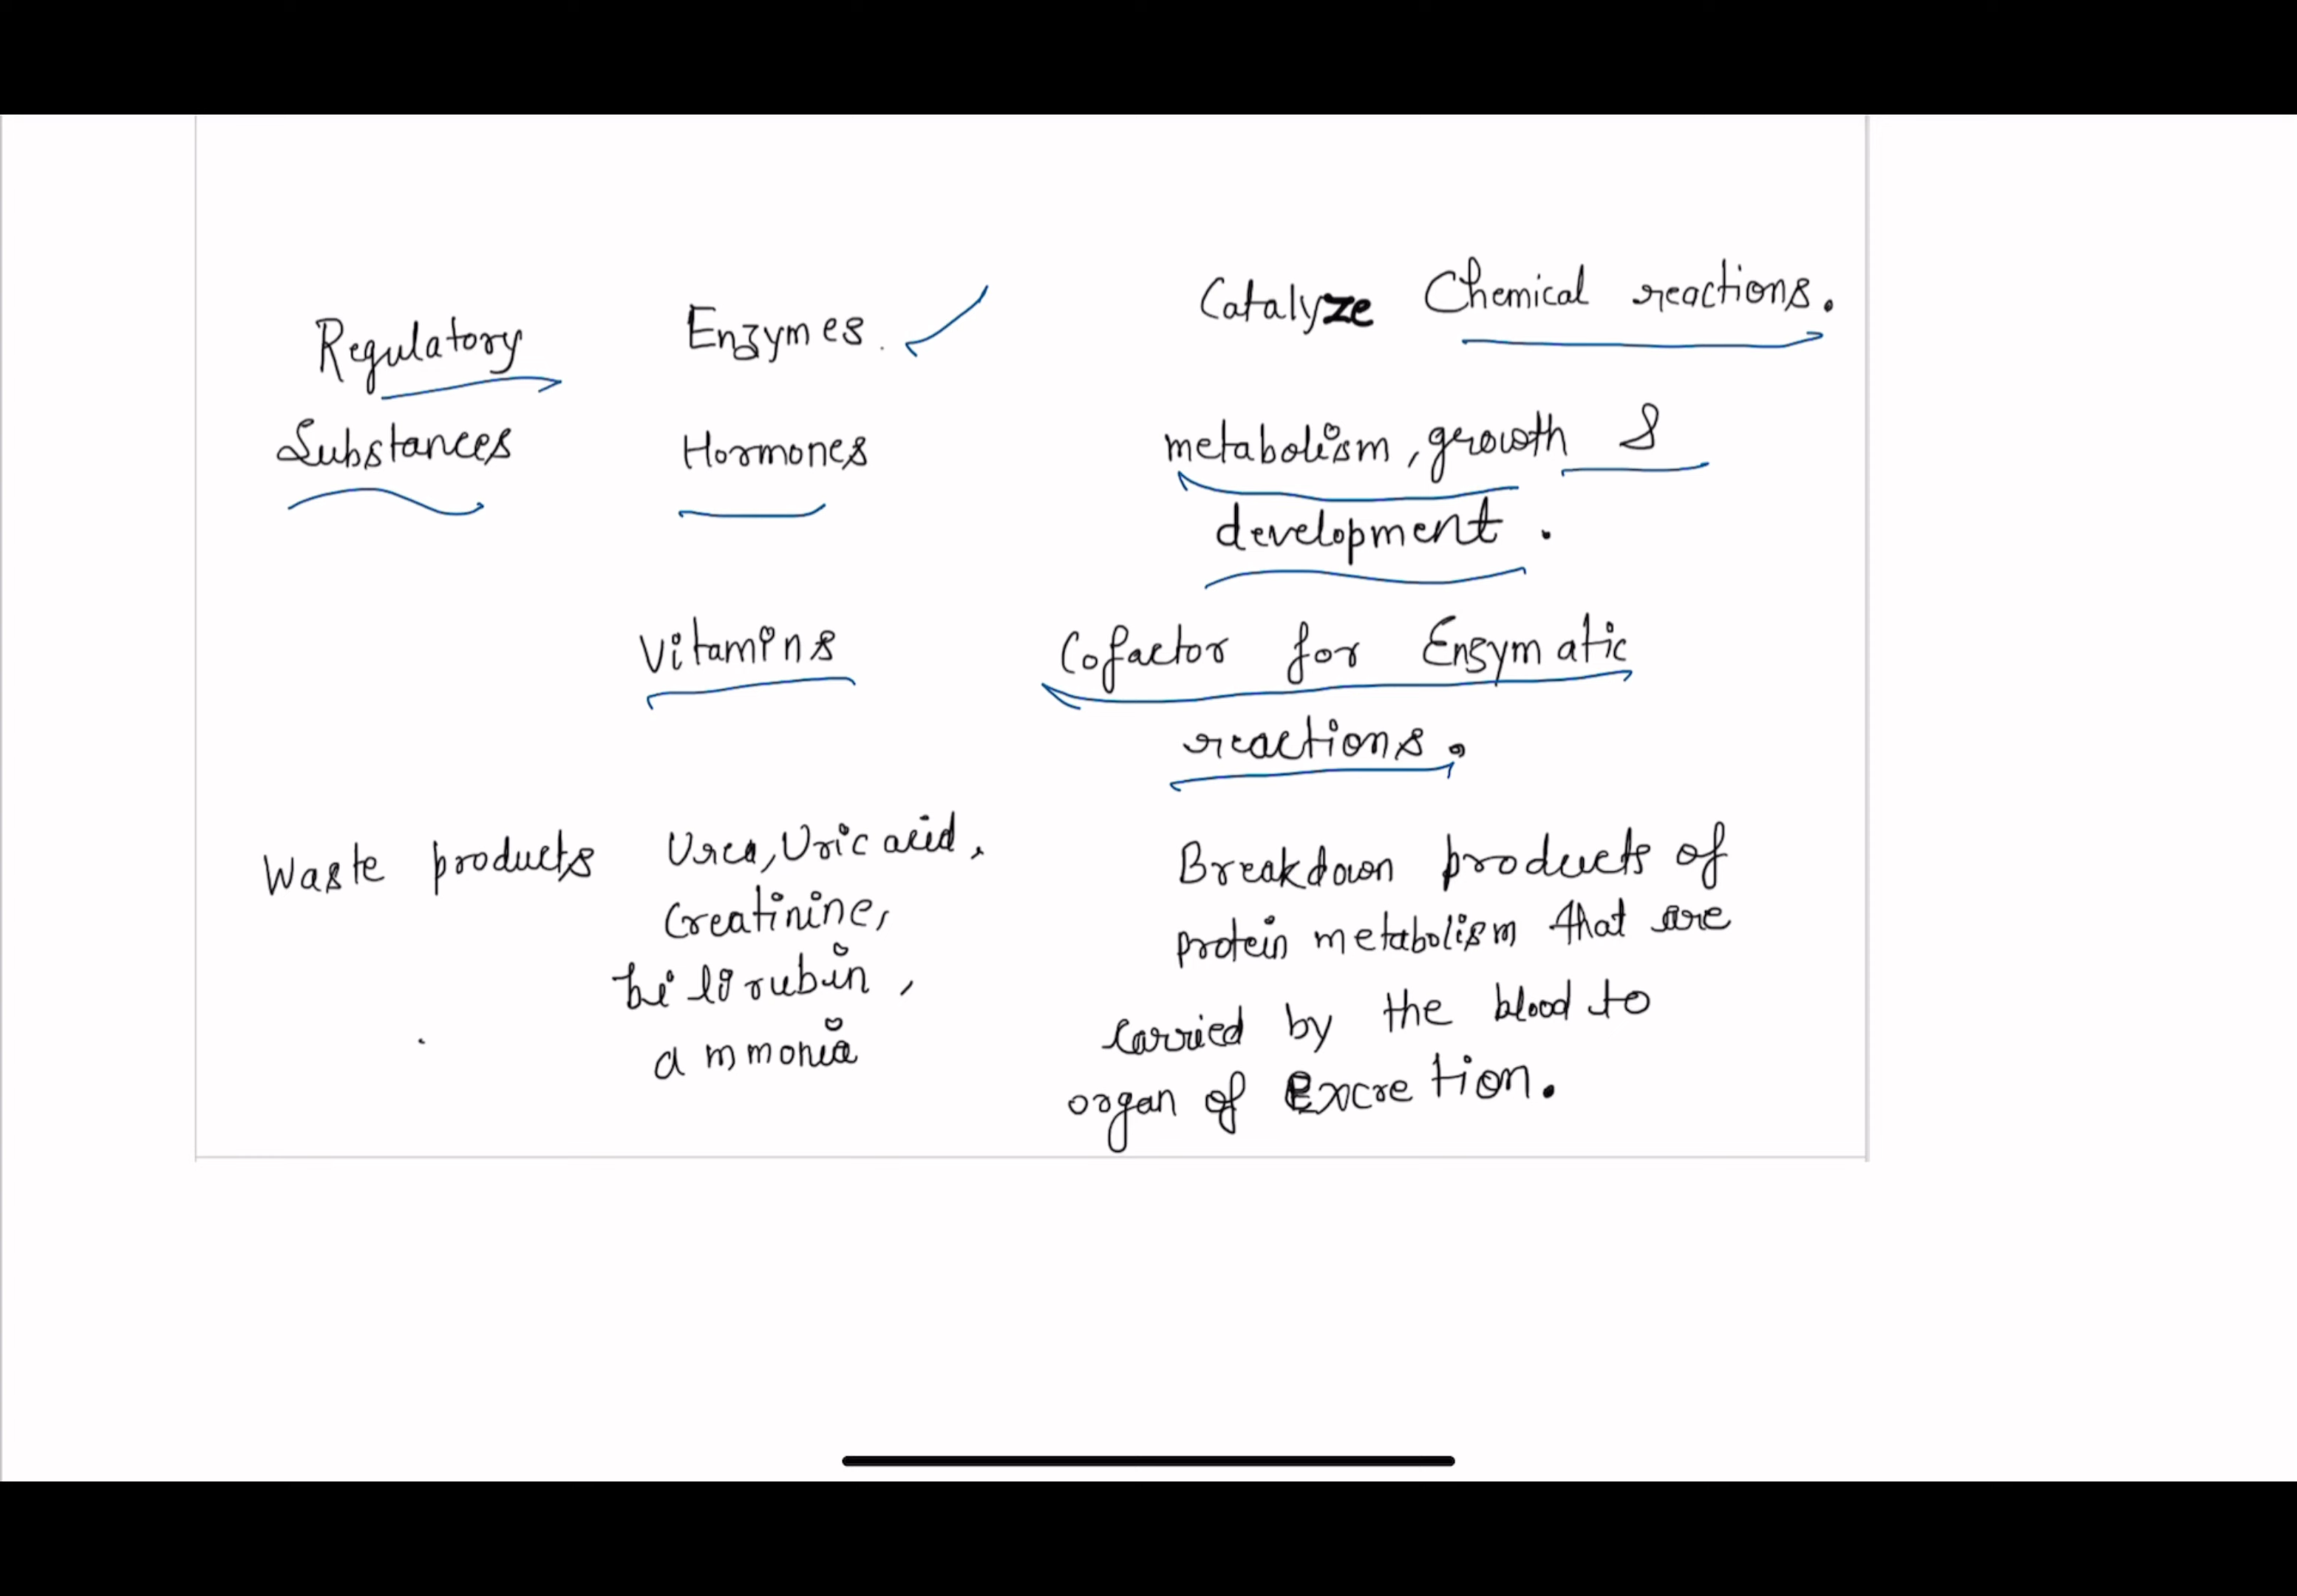 Regulatory Enzymes. Catalyze Chemical reactions.
Substances Hormones metabolism, growth &
development.
Vitamins Cofactor for Enzymatic
reactions.
Waste products Urea, Uric acid, Breakdown products of
Creatinine, protein metabolism that are
bilirubin, carried by the blood to
ammonia organ of Excretion.